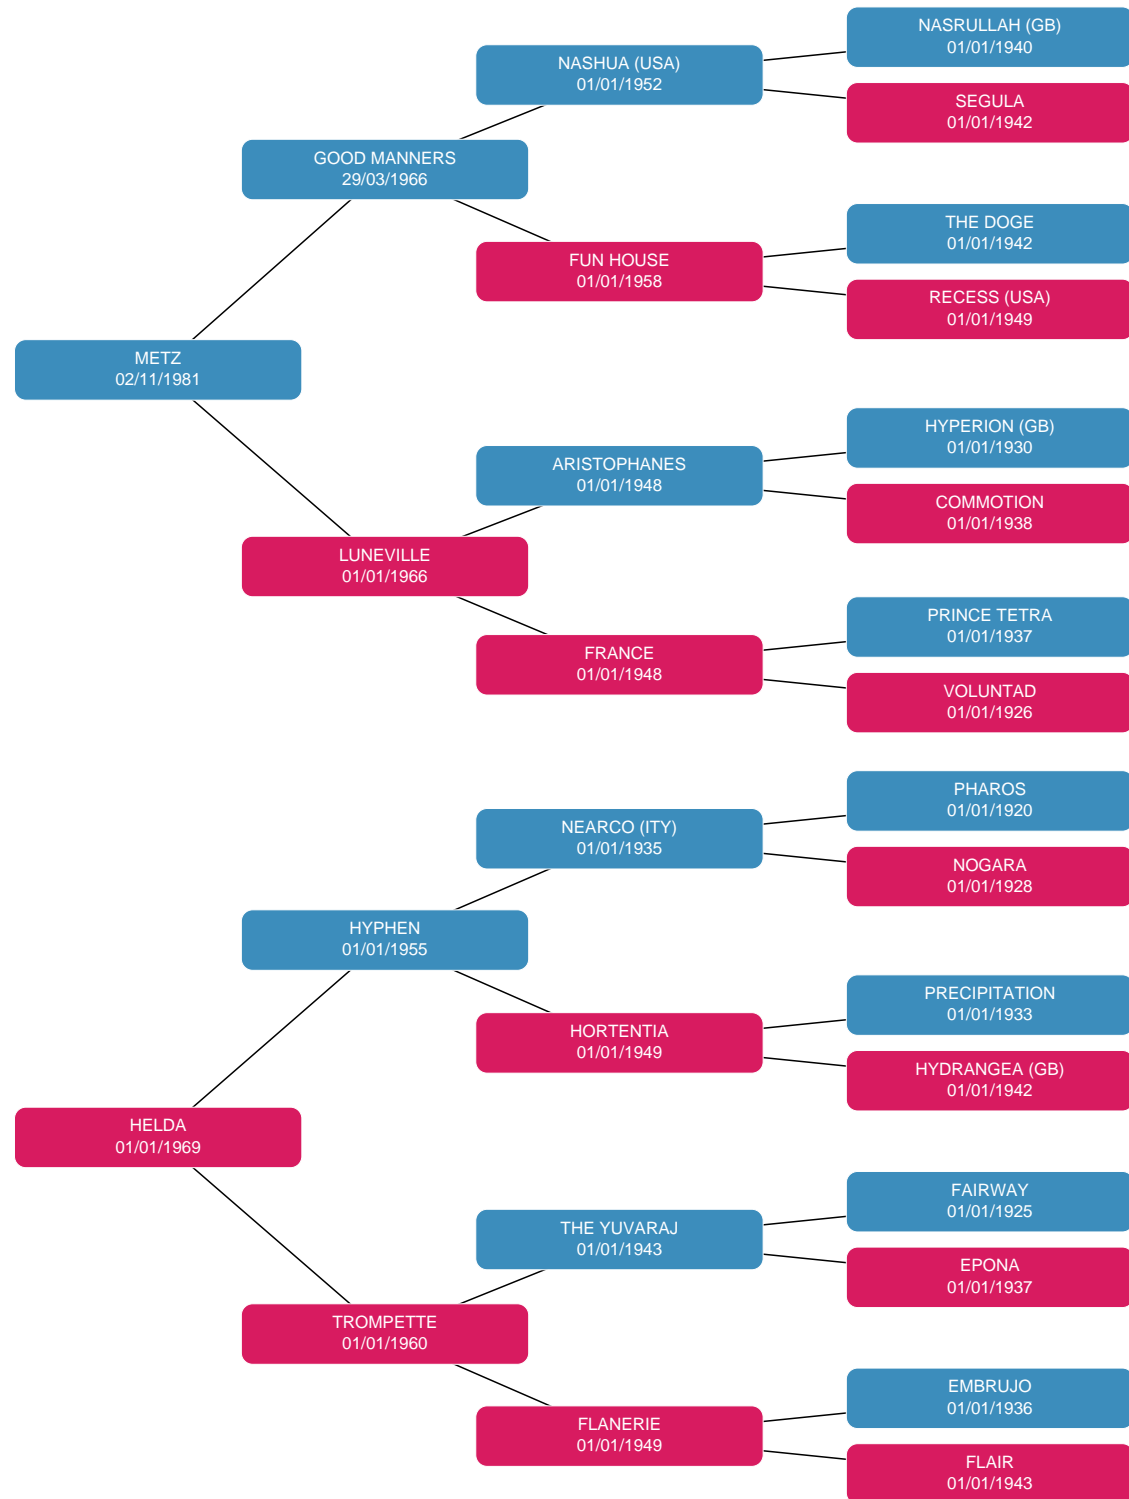 NASRULLAH (GB)
01/01/1940
NASHUA (USA)
01/01/1952
SEGULA
01/01/1942
GOOD MANNERS
29/03/1966
THE DOGE
01/01/1942
FUN HOUSE
01/01/1958
RECESS (USA)
01/01/1949
METZ
02/11/1981
HYPERION (GB)
01/01/1930
ARISTOPHANES
01/01/1948
COMMOTION
01/01/1938
LUNEVILLE
01/01/1966
PRINCE TETRA
01/01/1937
FRANCE
01/01/1948
VOLUNTAD
01/01/1926
PHAROS
01/01/1920
NEARCO (ITY)
01/01/1935
NOGARA
01/01/1928
HYPHEN
01/01/1955
PRECIPITATION
01/01/1933
HORTENTIA
01/01/1949
HYDRANGEA (GB)
01/01/1942
HELDA
01/01/1969
FAIRWAY
01/01/1925
THE YUVARAJ
01/01/1943
EPONA
01/01/1937
TROMPETTE
01/01/1960
EMBRUJO
01/01/1936
FLANERIE
01/01/1949
FLAIR
01/01/1943